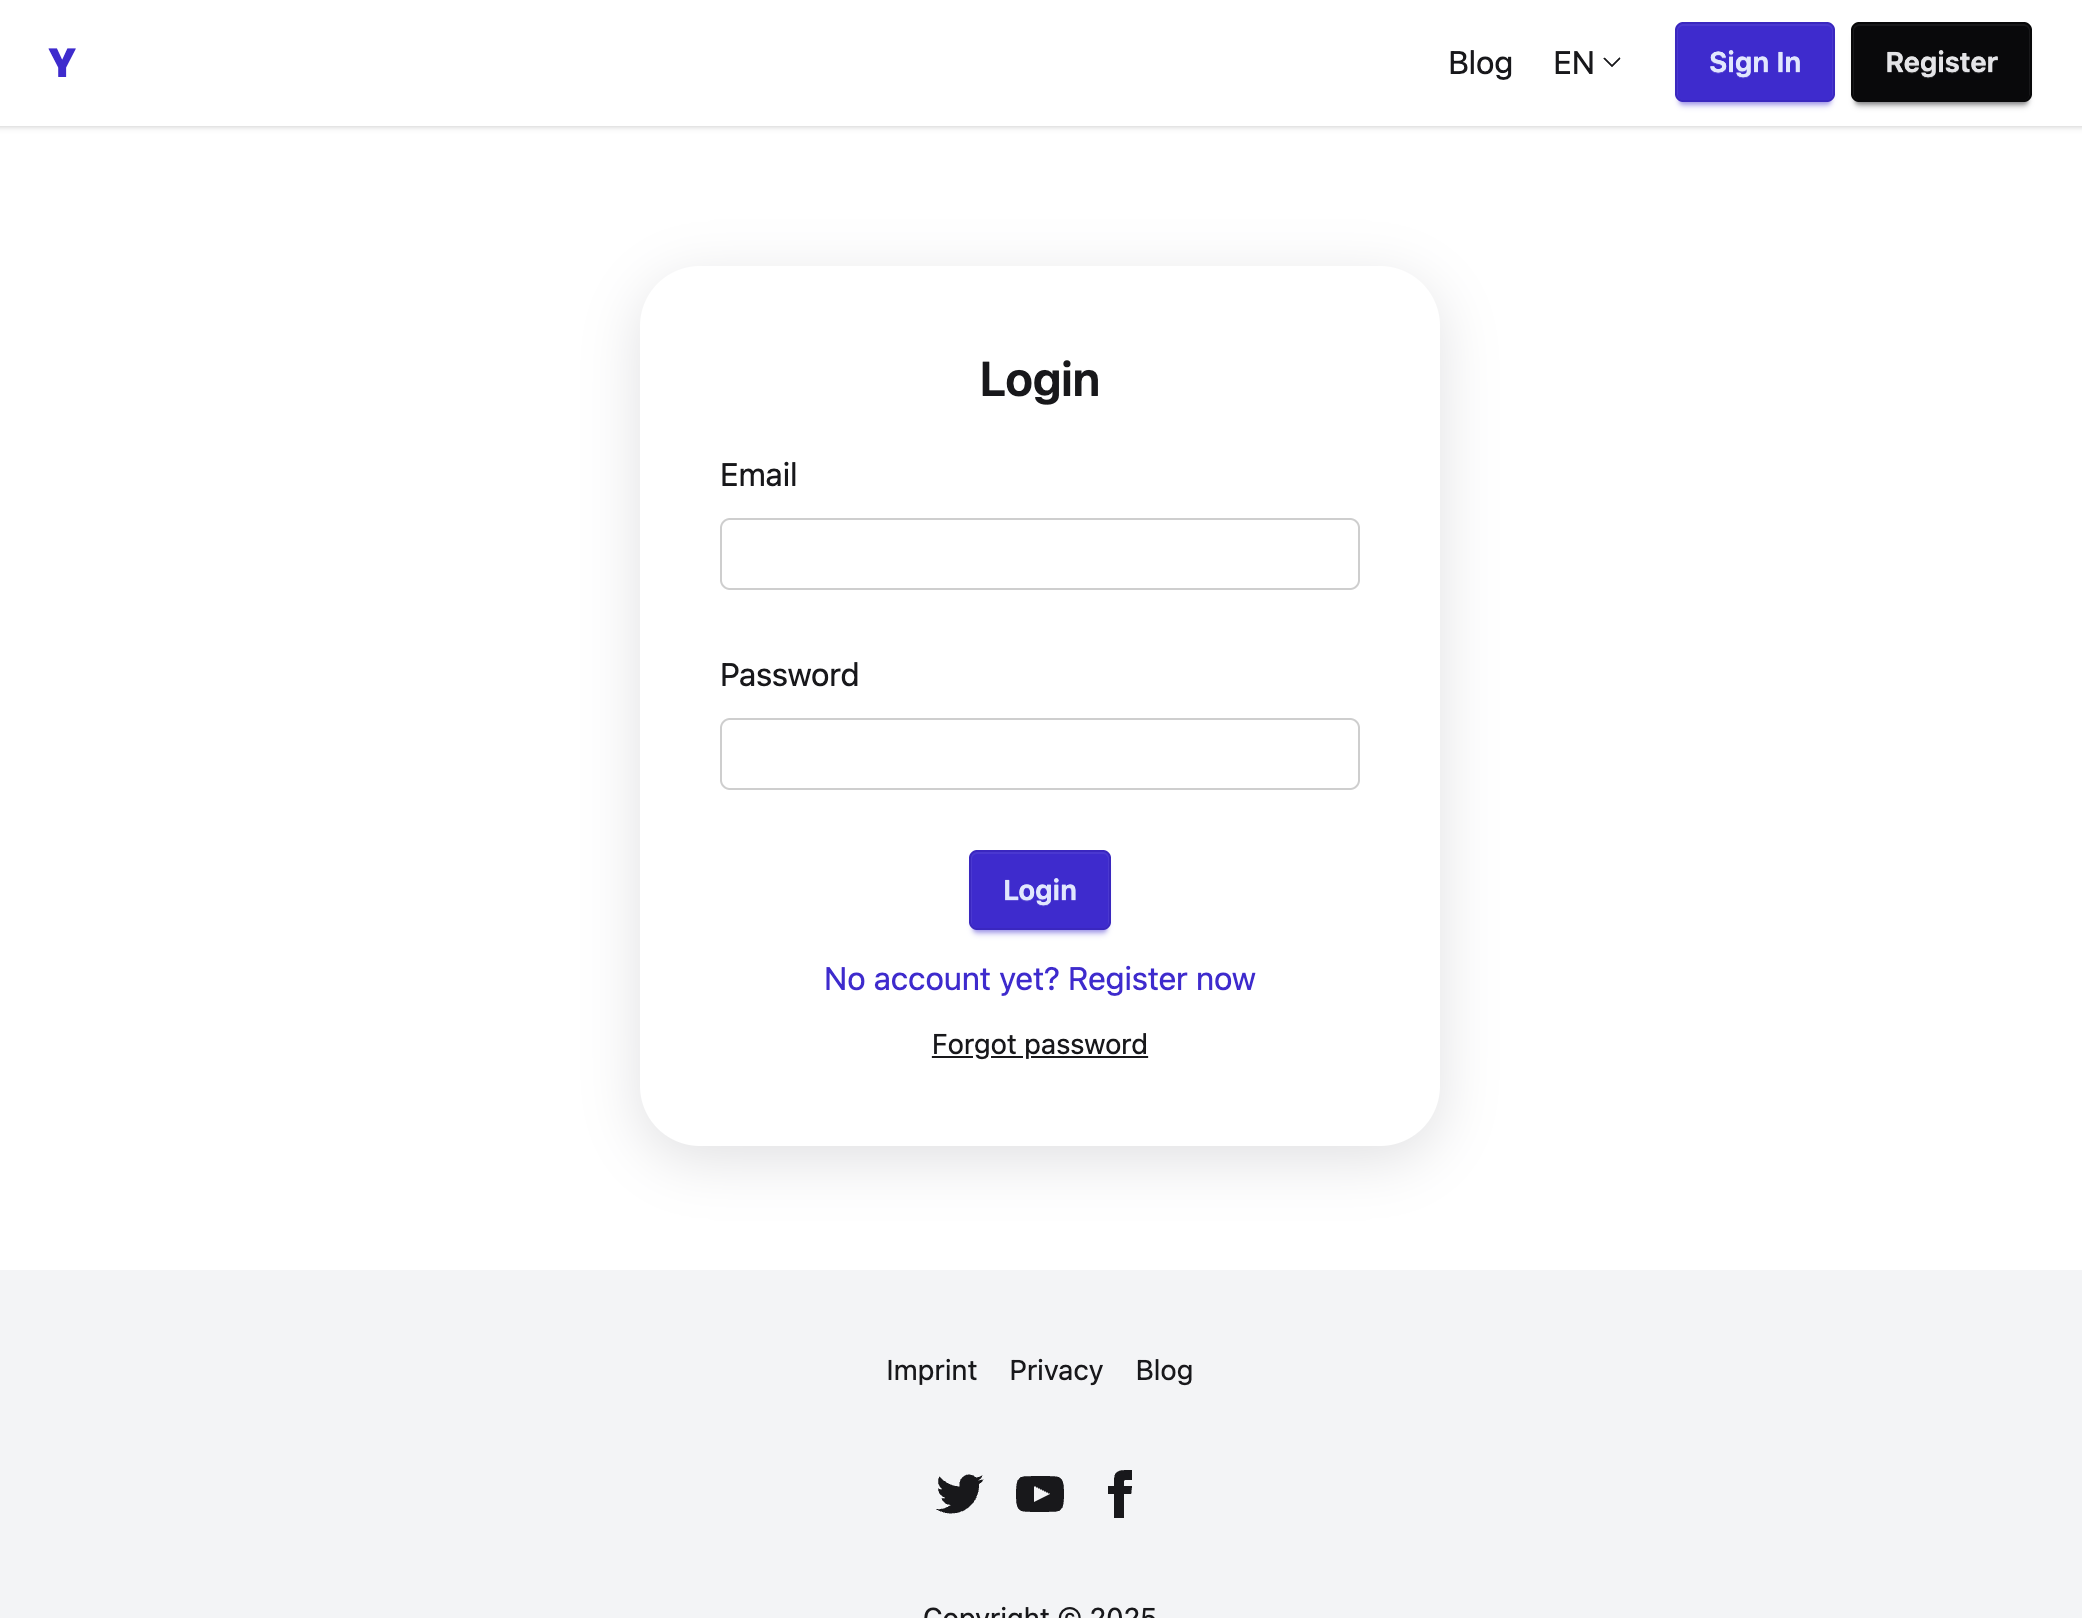 Y
Blog EN Sign In Register
Login
Email
Password
Login
No account yet? Register now
Forgot password
Imprint Privacy Blog
Copyright © 2025